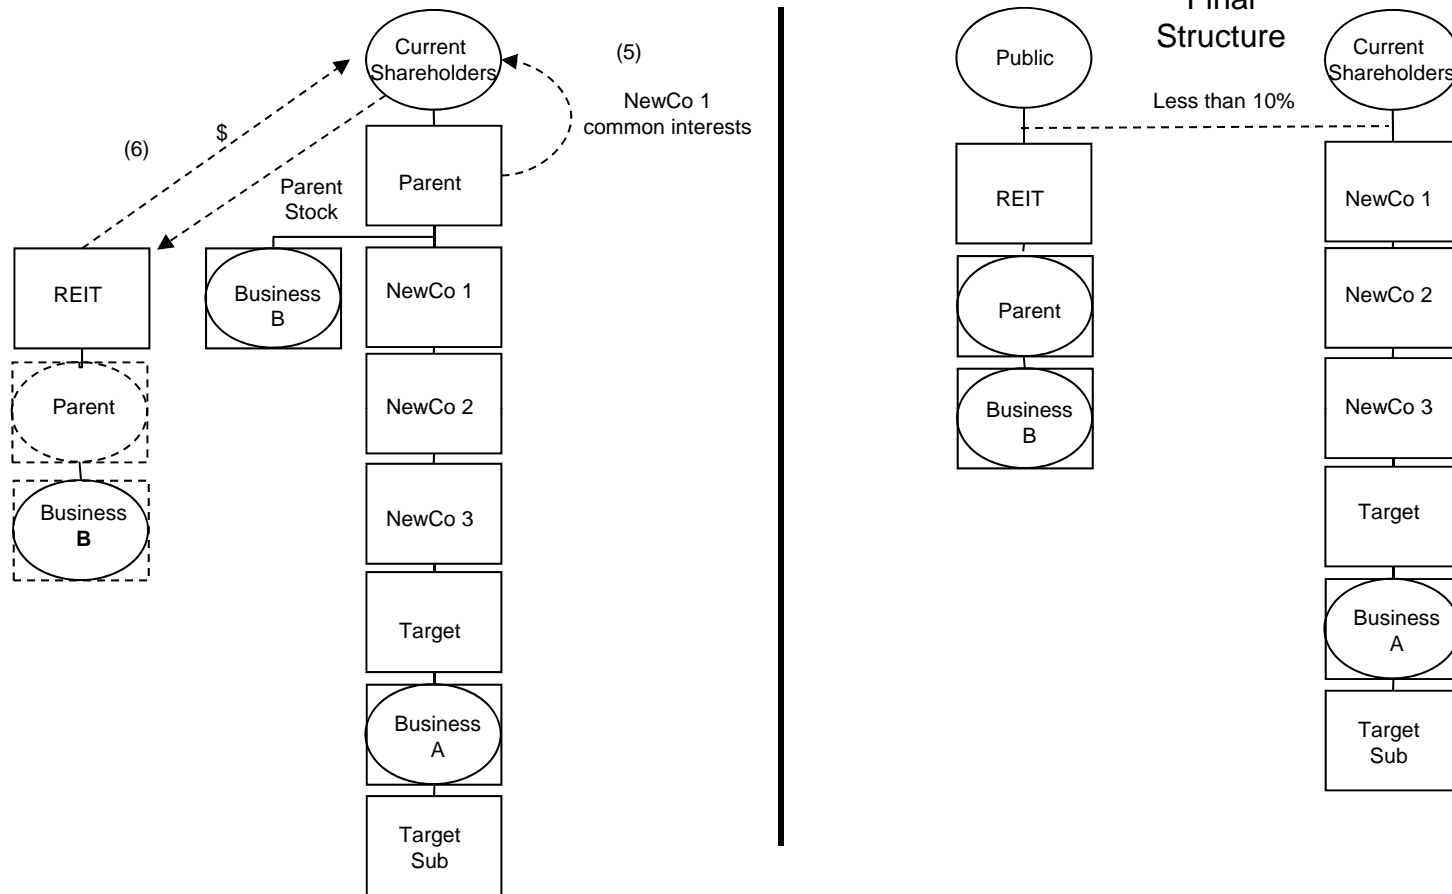 Current
Shareholders
(5)
NewCo 1
common interests
$
(6)
Parent
Parent
Stock
REIT
Business
B
NewCo 1
Parent
NewCo 2
Business
B
NewCo 3
Target
Business
A
Target
Sub
Final
Structure
Public
Current
Shareholders
Less than 10%
REIT
NewCo 1
Parent
NewCo 2
Business
B
NewCo 3
Target
Business
A
Target
Sub